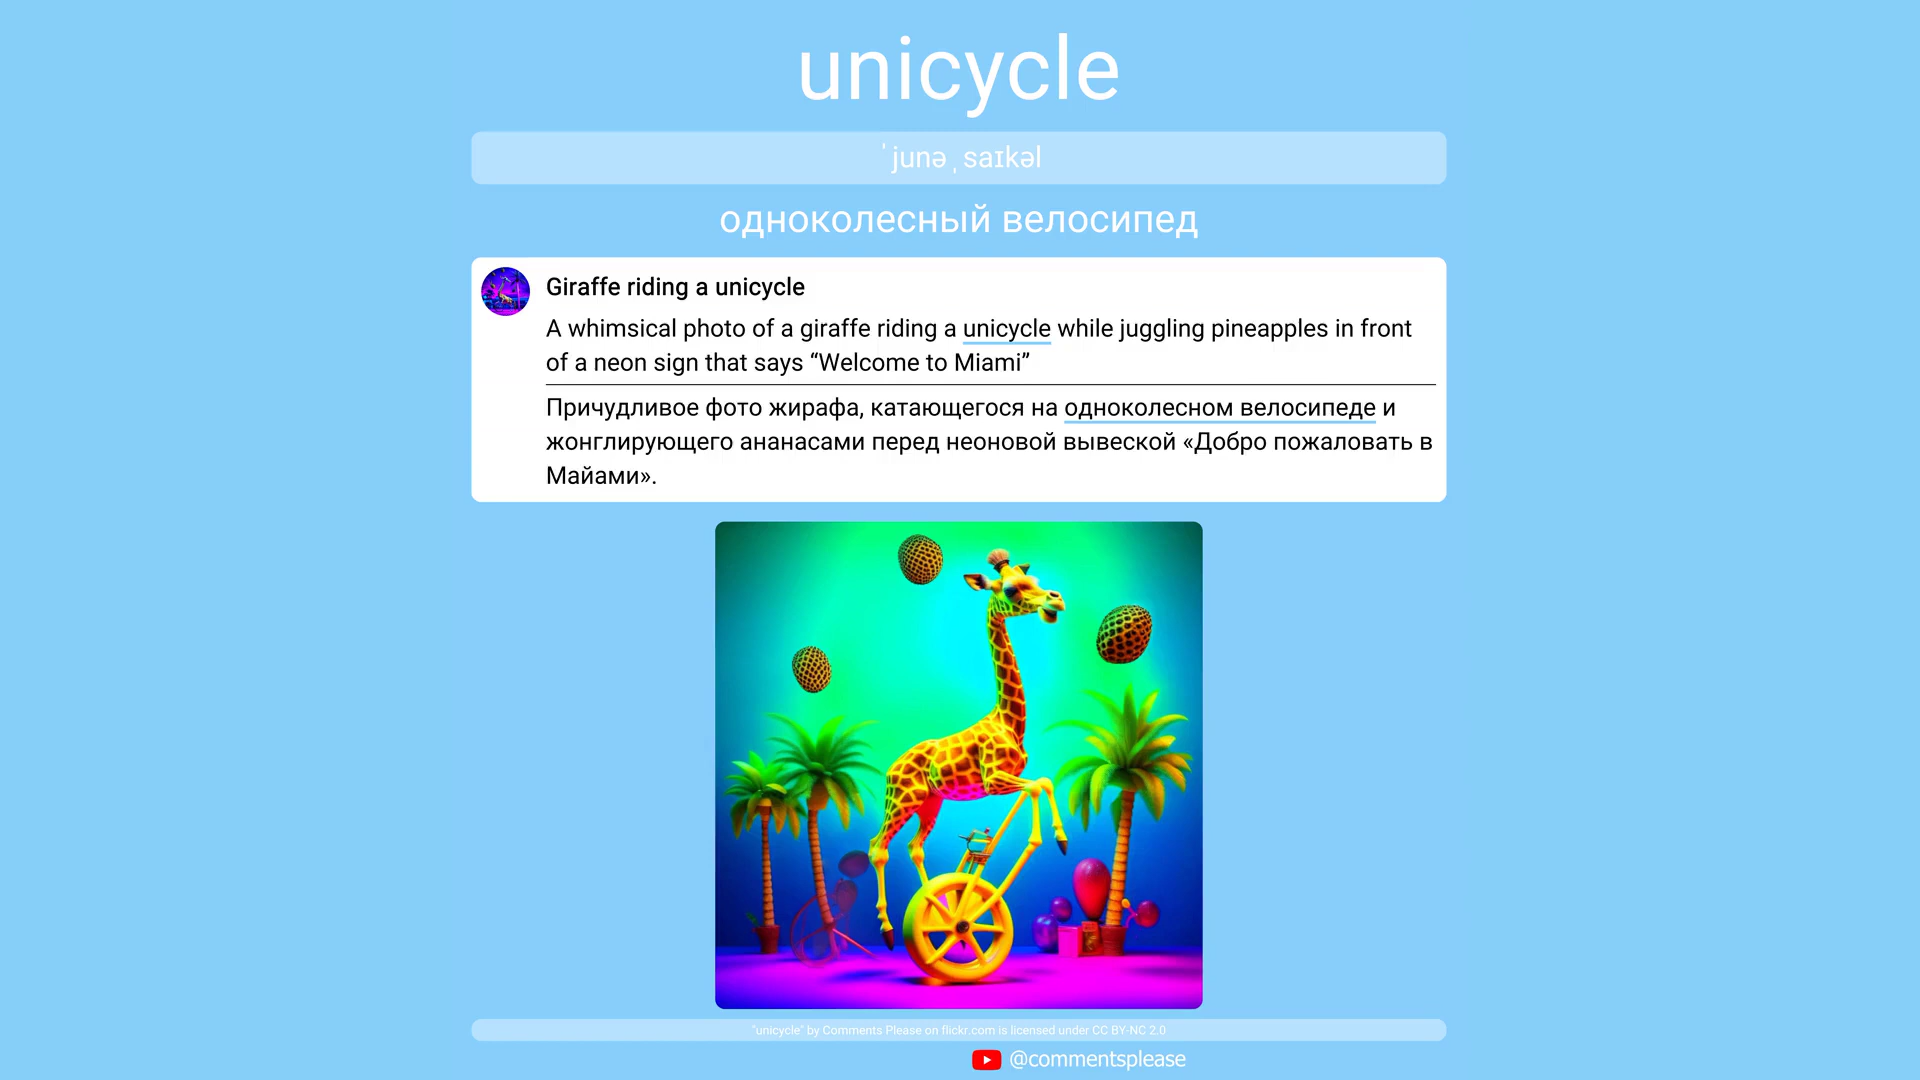 unicycle
ˈjunəˌsaɪkəl
одноколесный велосипед
Giraffe riding a unicycle
A whimsical photo of a giraffe riding a unicycle while juggling pineapples in front
of a neon sign that says “Welcome to Miami”
Причудливое фото жирафа, катающегося на одноколесном велосипеде и
жонглирующего ананасами перед неоновой вывеской «Добро пожаловать в
Майами».
"unicycle" by Comments Please on flickr.com is licensed under CC BY-NC 2.0
@commentsplease